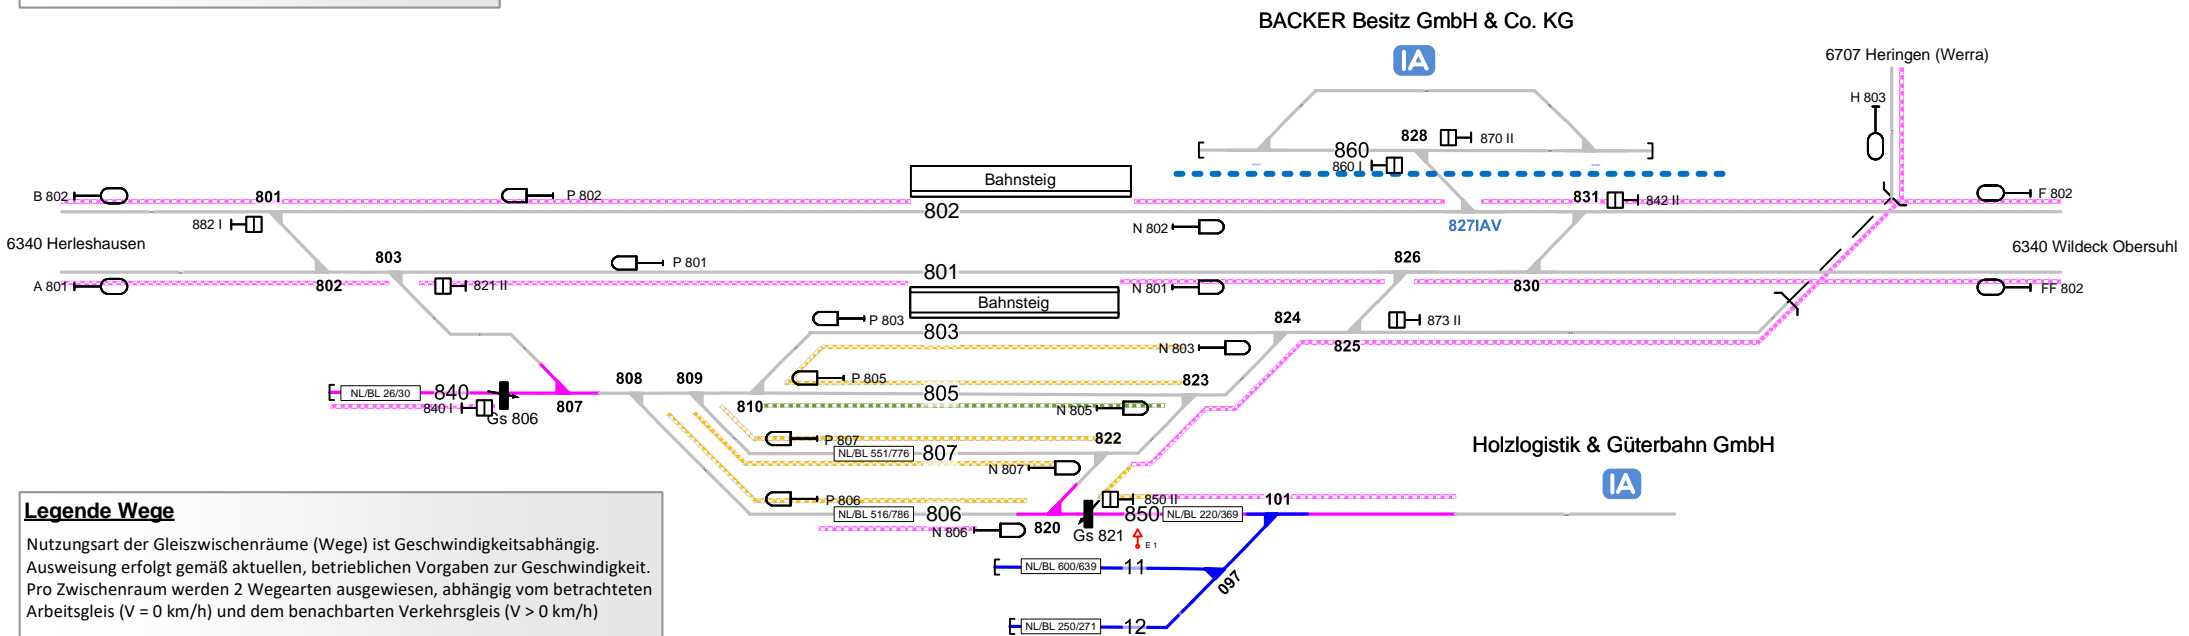 BACKER Besitz GmbH & Co. KG
IA
6707 Heringen (Werra)
H 803
828
870 II
860
860 I
Bahnsteig
B 802
801
P 802
831
842 II
F 802
802
882 I
N 802
827IAV
6340 Herleshausen
6340 Wildeck Obersuhl
803
P 801
801
826
A 801
802
821 II
N 801
830
FF 802
Bahnsteig
P 803
803
824
873 II
N 803
825
808
809
P 805
823
NL/BL 26/30
840
805
840 I
Gs 806
807
810
N 805
P 807
822
NL/BL 551/776
807
N 807
Holzlogistik & Güterbahn GmbH
IA
P 806
850 II
101
NL/BL 516/786
806
850
NL/BL 220/369
N 806
820
Gs 821
E 1
NL/BL 600/639
11
097
NL/BL 250/271
12
Legende Wege
Nutzungsart der Gleiszwischenräume (Wege) ist Geschwindigkeitsabhängig.
Ausweisung erfolgt gemäß aktuellen, betrieblichen Vorgaben zur Geschwindigkeit.
Pro Zwischenraum werden 2 Wegearten ausgewiesen, abhängig vom betrachteten
Arbeitsgleis (V = 0 km/h) und dem benachbarten Verkehrsgleis (V > 0 km/h)